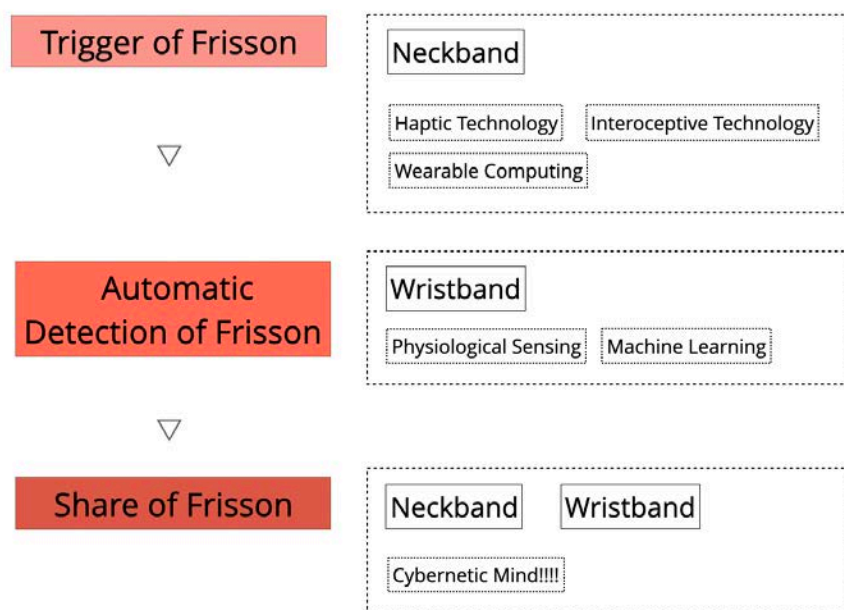 Trigger of Frisson
Neckband
Haptic Technology
Interoceptive Technology
Wearable Computing
Automatic
Detection of Frisson
Wristband
Physiological Sensing
Machine Learning
Share of Frisson
Neckband
Wristband
Cybernetic Mind!!!!